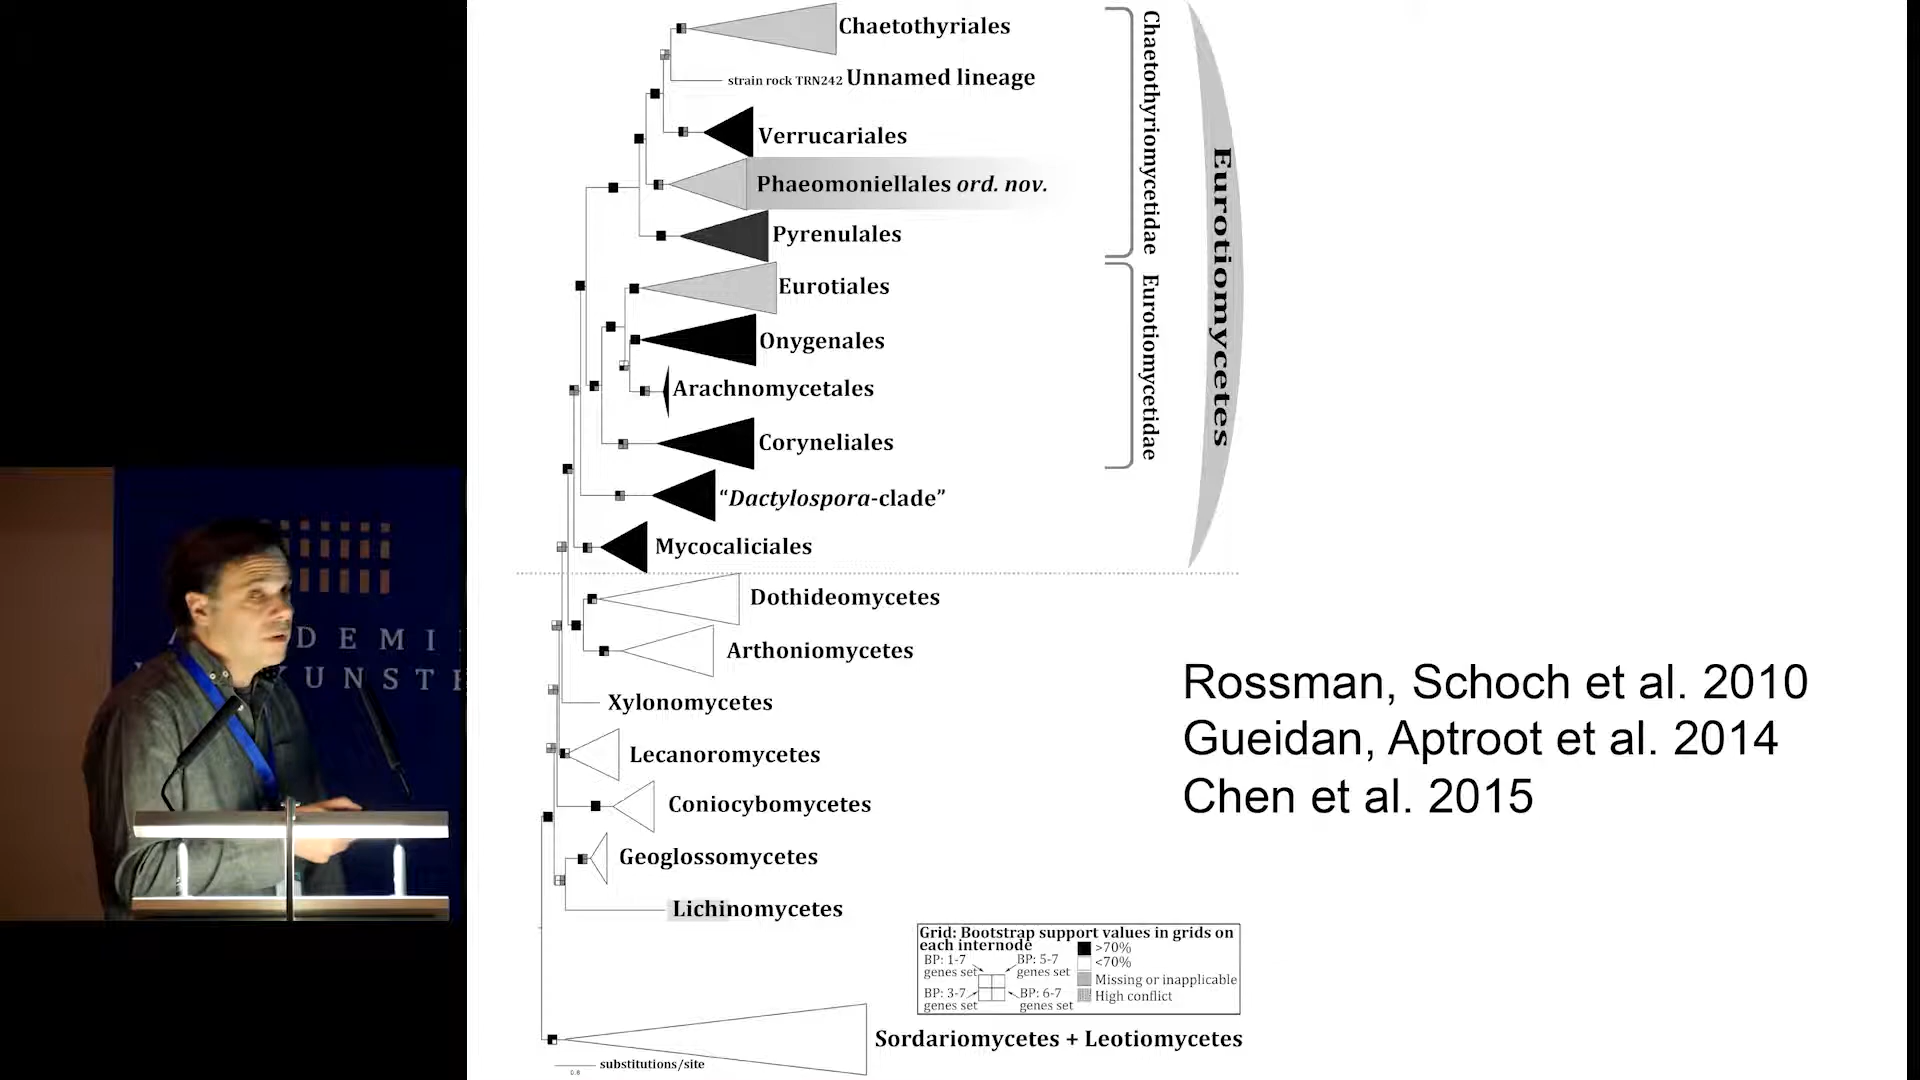 Chaetothyriales
strain rock TRN242 Unnamed lineage
Verrucariales
Phaeomoniellales ord. nov.
Pyrenulales
Eurotiales
Onygenales
Arachnomycetales
Coryneliales
“Dactylospora-clade”
Mycocaliciales
Chaetothyriomycetidae
Eurotiomycetidae
Eurotiomycetes
Dothideomycetes
Arthoniomycetes
Xylonomycetes
Lecanoromycetes
Coniocybomycetes
Geoglossomycetes
Lichinomycetes
Sordariomycetes + Leotiomycetes
substitutions/site
0.8
Grid: Bootstrap support values in grids on
each internode
BP: 1-7
genes set
BP: 5-7
genes set
BP: 3-7
genes set
BP: 6-7
genes set
>70%
<70%
Missing or inapplicable
High conflict
Rossman, Schoch et al. 2010
Gueidan, Aptroot et al. 2014
Chen et al. 2015
DEMI
KUNST